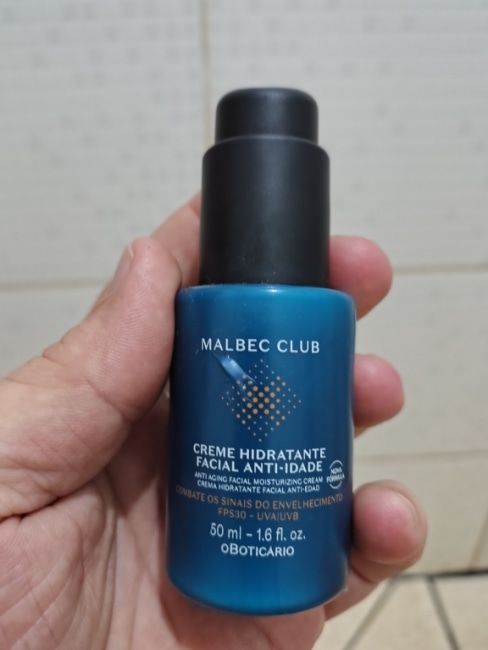 MALBEC CLUB
CREME HIDRATANTE
FACIAL ANTI-IDADE
ANTI AGING FACIAL MOISTURIZING CREAM
CREMA HIDRATANTE FACIAL ANTI-EDAD
NOVA
FÓRMULA
COMBATE OS SINAIS DO ENVELHECIMENTO
FPS30 - UVA/UVB
50 ml - 1.6 fl. oz.
oBOTICÁRIO